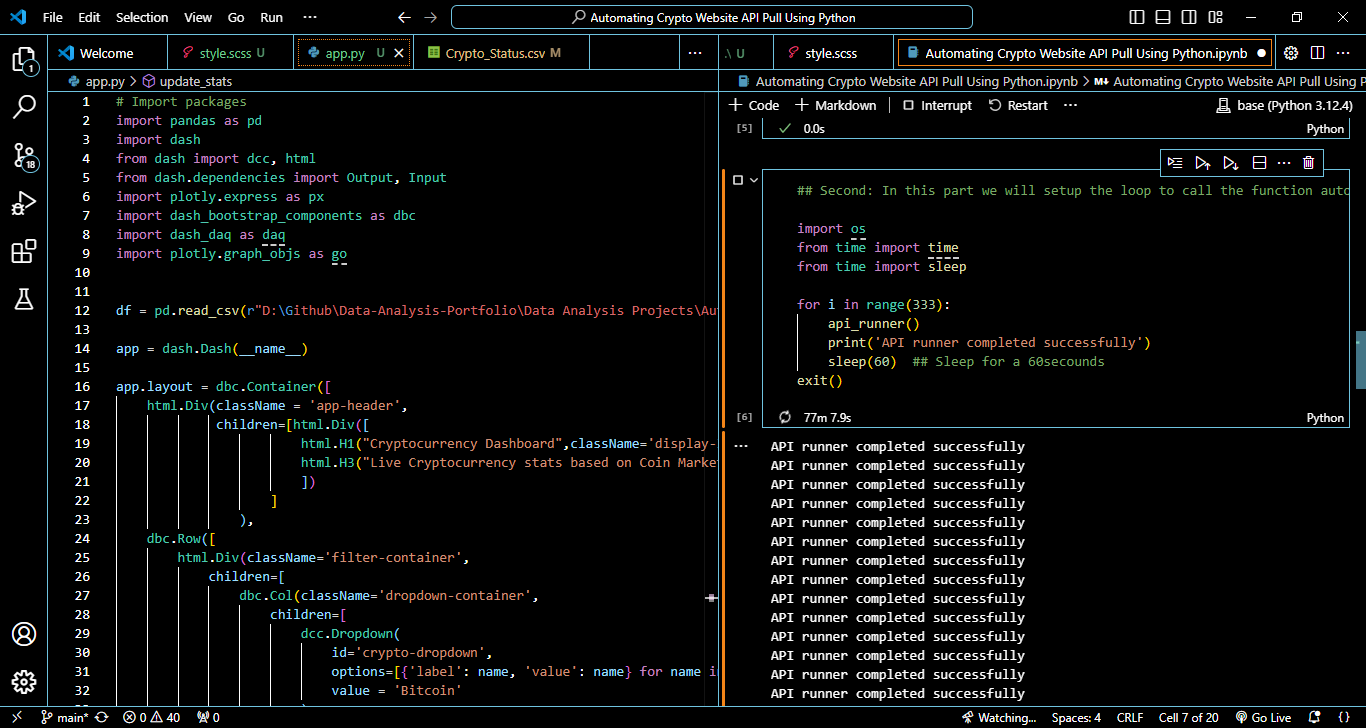 File Edit Selection View Go Run ··· Automating Crypto Website API Pull Using Python
Welcome style.scss U app.py U Crypto_Status.csv M ··· U style.scss Automating Crypto Website API Pull Using Python.ipynb ···
app.py > update_stats
1 # Import packages
2 import pandas as pd
3 import dash
4 from dash import dcc, html
5 from dash.dependencies import Output, Input
6 import plotly.express as px
7 import dash_bootstrap_components as dbc
8 import dash_daq as daq
9 import plotly.graph_objs as go
10
11
12 df = pd.read_csv(r"D:\Github\Data-Analysis-Portfolio\Data Analysis Projects\Au
13
14 app = dash.Dash(__name__)
15
16 app.layout = dbc.Container([
17 html.Div(className = 'app-header',
18 children=[html.Div([
19 html.H1("Cryptocurrency Dashboard",className='display-
20 html.H3("Live Cryptocurrency stats based on Coin Marke
21 ])
22 ]
23 ),
24 dbc.Row([
25 html.Div(className='filter-container',
26 children=[
27 dbc.Col(className='dropdown-container',
28 children=[
29 dcc.Dropdown(
30 id='crypto-dropdown',
31 options=[{'label': name, 'value': name} for name i
32 value = 'Bitcoin'
Automating Crypto Website API Pull Using Python.ipynb > M↓ Automating Crypto Website API Pull Using P
+ Code + Markdown Interrupt Restart ··· base (Python 3.12.4)
[5] 0.0s Python
## Second: In this part we will setup the loop to call the function auto
import os
from time import time
from time import sleep
for i in range(333):
api_runner()
print('API runner completed successfully')
sleep(60) ## Sleep for a 60seconds
exit()
[6] 77m 7.9s Python
··· API runner completed successfully
API runner completed successfully
API runner completed successfully
API runner completed successfully
API runner completed successfully
API runner completed successfully
API runner completed successfully
API runner completed successfully
API runner completed successfully
API runner completed successfully
API runner completed successfully
API runner completed successfully
API runner completed successfully
API runner completed successfully
1
18
main* 0 40 0 Watching... Spaces: 4 CRLF Cell 7 of 20 Go Live {}